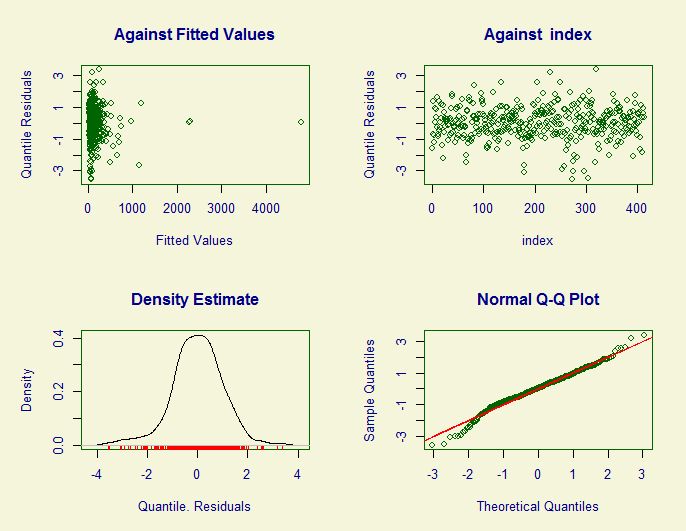 Against Fitted Values
Quantile Residuals
3
1
-1
-3
0 1000 2000 3000 4000
Fitted Values
Against index
Quantile Residuals
3
1
-1
-3
0 100 200 300 400
index
Density Estimate
Density
0.4
0.2
0.0
-4 -2 0 2 4
Quantile. Residuals
Normal Q-Q Plot
Sample Quantiles
3
1
-1
-3
-3 -2 -1 0 1 2 3
Theoretical Quantiles